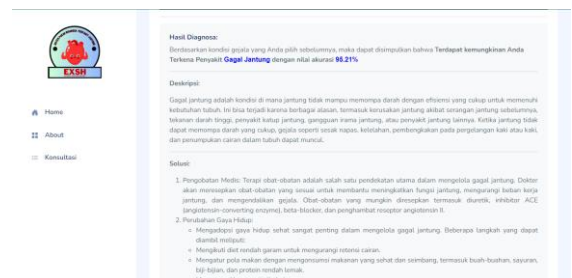 EXSH
Home
About
Konsultasi
Hasil Diagnosa:
Berdasarkan kondisi gejala yang Anda pilih sebelumnya, maka dapat disimpulkan bahwa Terdapat kemungkinan Anda
Terkena Penyakit Gagal Jantung dengan nilai akurasi 98.21%
Deskripsi:
Gagal jantung adalah kondisi di mana jantung tidak mampu memompa darah dengan efisiensi yang cukup untuk memenuhi
kebutuhan tubuh. Ini bisa terjadi karena berbagai alasan, termasuk kerusakan jantung akibat serangan jantung sebelumnya,
tekanan darah tinggi, penyakit katup jantung, gangguan irama jantung, atau penyakit jantung lainnya. Ketika jantung tidak
dapat memompa darah yang cukup, gejala seperti sesak napas, kelelahan, pembengkakan pada pergelangan kaki atau kaki,
dan penumpukan cairan dalam tubuh dapat muncul.
Solusi:
1. Pengobatan Medis: Terapi obat-obatan adalah salah satu pendekatan utama dalam mengelola gagal jantung. Dokter
akan meresepkan obat-obatan yang sesuai untuk membantu meningkatkan fungsi jantung, mengurangi beban kerja
jantung, dan mengendalikan gejala. Obat-obatan yang mungkin diresepkan termasuk diuretik, inhibitor ACE
(angiotensin-converting enzyme), beta-blocker, dan penghambat reseptor angiotensin II.
2. Perubahan Gaya Hidup:
Mengadopsi gaya hidup sehat sangat penting dalam mengelola gagal jantung. Beberapa langkah yang dapat
diambil meliputi:
Mengikuti diet rendah garam untuk mengurangi retensi cairan.
Mengatur pola makan dengan mengonsumsi makanan yang sehat dan seimbang, termasuk buah-buahan, sayuran,
biji-bijian, dan protein rendah lemak.